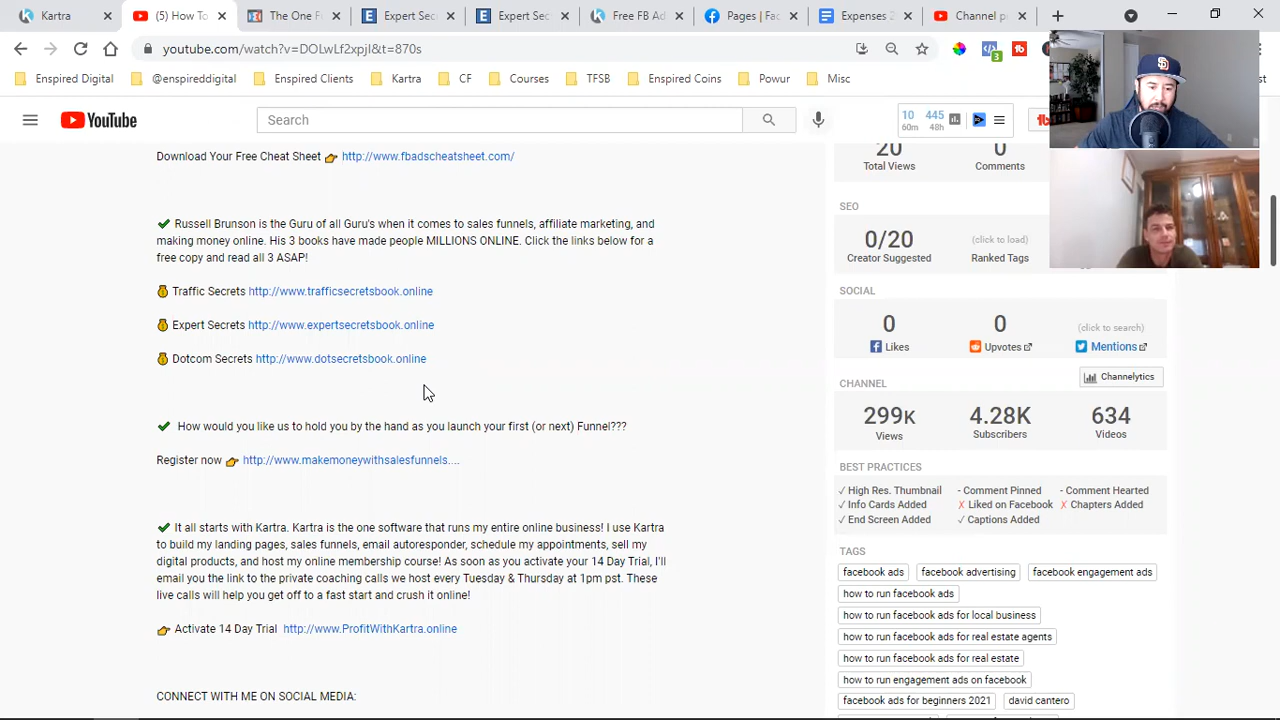 Kartra
(5) How To
The One F
Expert Sec
Expert Sec
Free FB Ad
Pages | Fac
Expenses 2
Channel p
youtube.com/watch?v=DOLwLf2xpjI&t=870s
3
Enspired Digital
@enspireddigital
Enspired Clients
Kartra
CF
Courses
TFSB
Enspired Coins
Powur
Misc
YouTube
Search
10 445
60m 48h
Download Your Free Cheat Sheet http://www.fbadscheatsheet.com/
Russell Brunson is the Guru of all Guru's when it comes to sales funnels, affiliate marketing, and
making money online. His 3 books have made people MILLIONS ONLINE. Click the links below for a
free copy and read all 3 ASAP!
Traffic Secrets http://www.trafficsecretsbook.online
Expert Secrets http://www.expertsecretsbook.online
Dotcom Secrets http://www.dotsecretsbook.online
How would you like us to hold you by the hand as you launch your first (or next) Funnel???
Register now http://www.makemoneywithsalesfunnels....
It all starts with Kartra. Kartra is the one software that runs my entire online business! I use Kartra
to build my landing pages, sales funnels, email autoresponder, schedule my appointments, sell my
digital products, and host my online membership course! As soon as you activate your 14 Day Trial, I'll
email you the link to the private coaching calls we host every Tuesday & Thursday at 1pm pst. These
live calls will help you get off to a fast start and crush it online!
Activate 14 Day Trial http://www.ProfitWithKartra.online
CONNECT WITH ME ON SOCIAL MEDIA:
20 0
Total Views Comments
SEO
0/20 (click to load)
Creator Suggested Ranked Tags
SOCIAL
0 0 (click to search)
Likes Upvotes Mentions
CHANNEL Channelytics
299K 4.28K 634
Views Subscribers Videos
BEST PRACTICES
✓ High Res. Thumbnail - Comment Pinned - Comment Hearted
✓ Info Cards Added ✗ Liked on Facebook ✗ Chapters Added
✓ End Screen Added ✓ Captions Added
TAGS
facebook ads facebook advertising facebook engagement ads
how to run facebook ads
how to run facebook ads for local business
how to run facebook ads for real estate agents
how to run facebook ads for real estate
how to run engagement ads on facebook
facebook ads for beginners 2021 david cantero